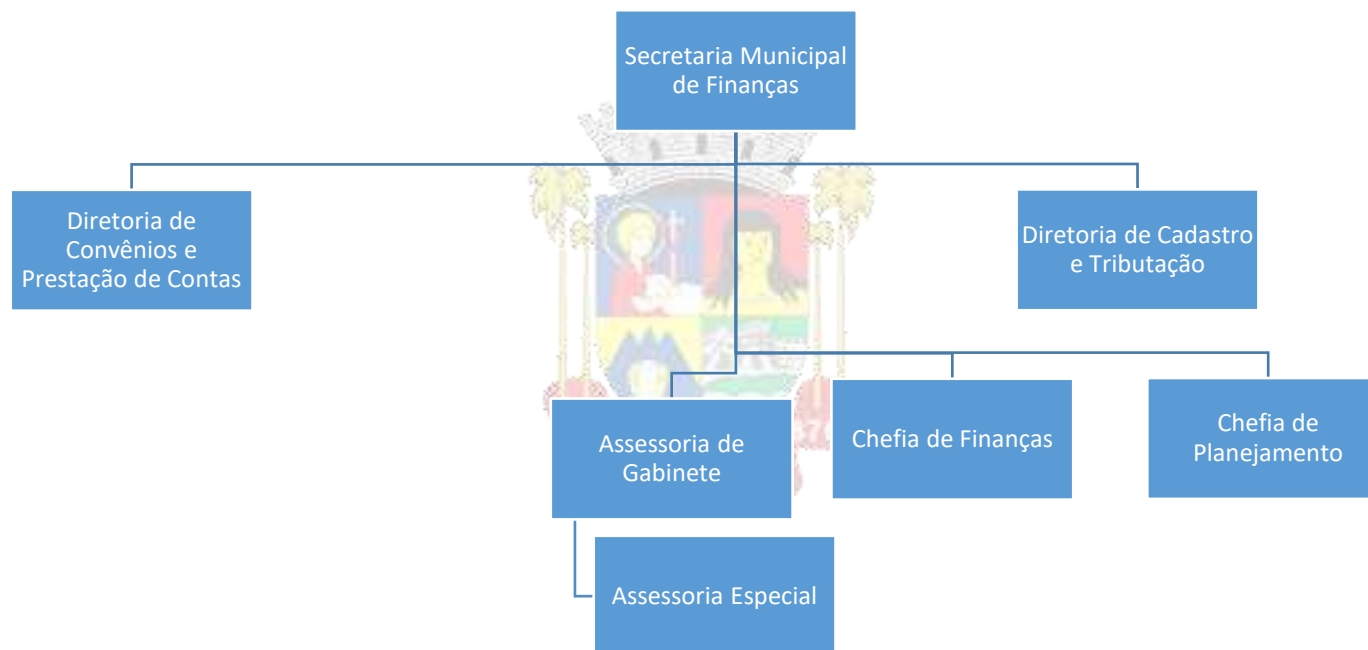 Secretaria Municipal
de Finanças
Diretoria de
Convênios e
Prestação de Contas
Diretoria de Cadastro
e Tributação
Assessoria de
Gabinete
Chefia de Finanças
Chefia de
Planejamento
Assessoria Especial